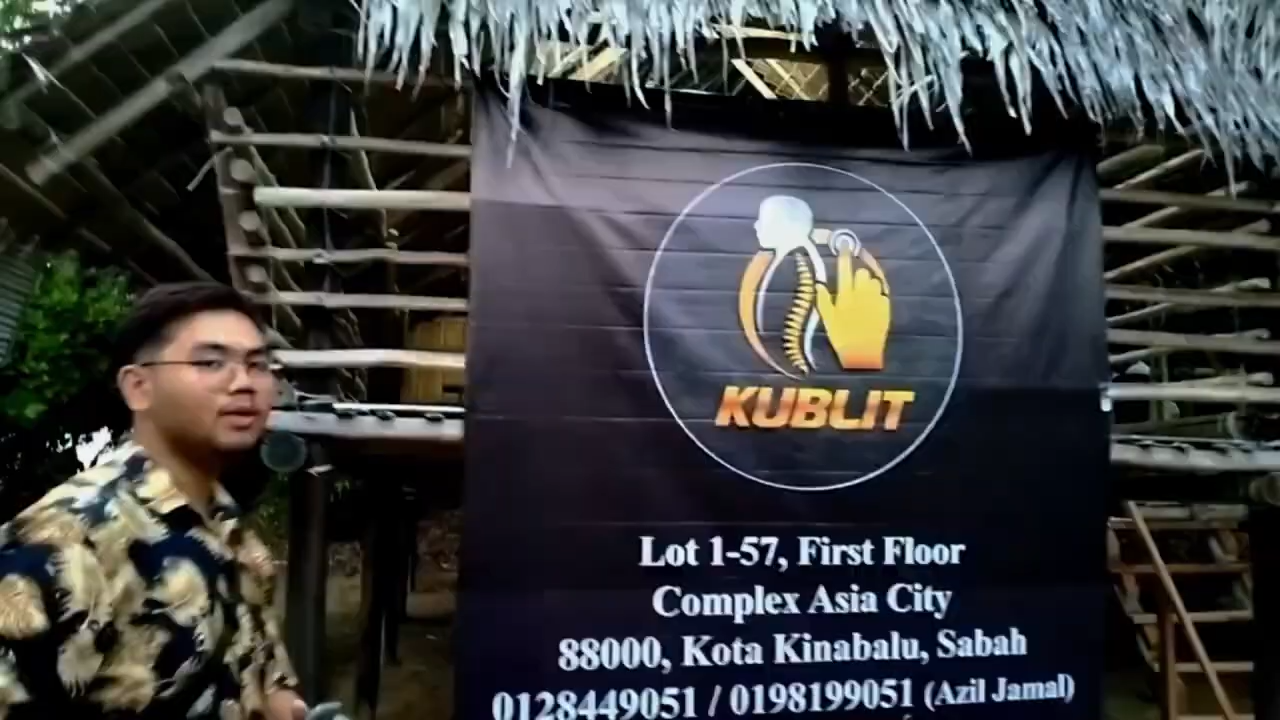 KUBLIT
Lot 1-57, First Floor
Complex Asia City
88000, Kota Kinabalu, Sabah
0128449051 / 0198199051 (Azil Jamal)